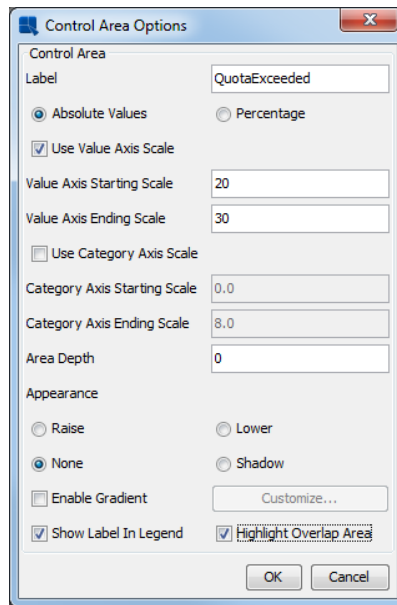 Control Area Options
Control Area
Label QuotaExceeded
Absolute Values Percentage
Use Value Axis Scale
Value Axis Starting Scale 20
Value Axis Ending Scale 30
Use Category Axis Scale
Category Axis Starting Scale 0.0
Category Axis Ending Scale 8.0
Area Depth 0
Appearance
Raise Lower
None Shadow
Enable Gradient Customize...
Show Label In Legend Highlight Overlap Area
OK Cancel